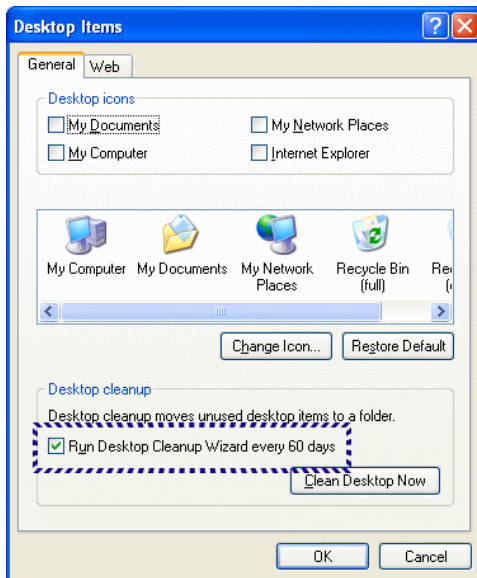 Desktop Items
General Web
Desktop icons
My Documents My Network Places
My Computer Internet Explorer
My Computer My Documents My Network Places Recycle Bin (full)
Change Icon... Restore Default
Desktop cleanup
Desktop cleanup moves unused desktop items to a folder.
Run Desktop Cleanup Wizard every 60 days
Clean Desktop Now
OK Cancel